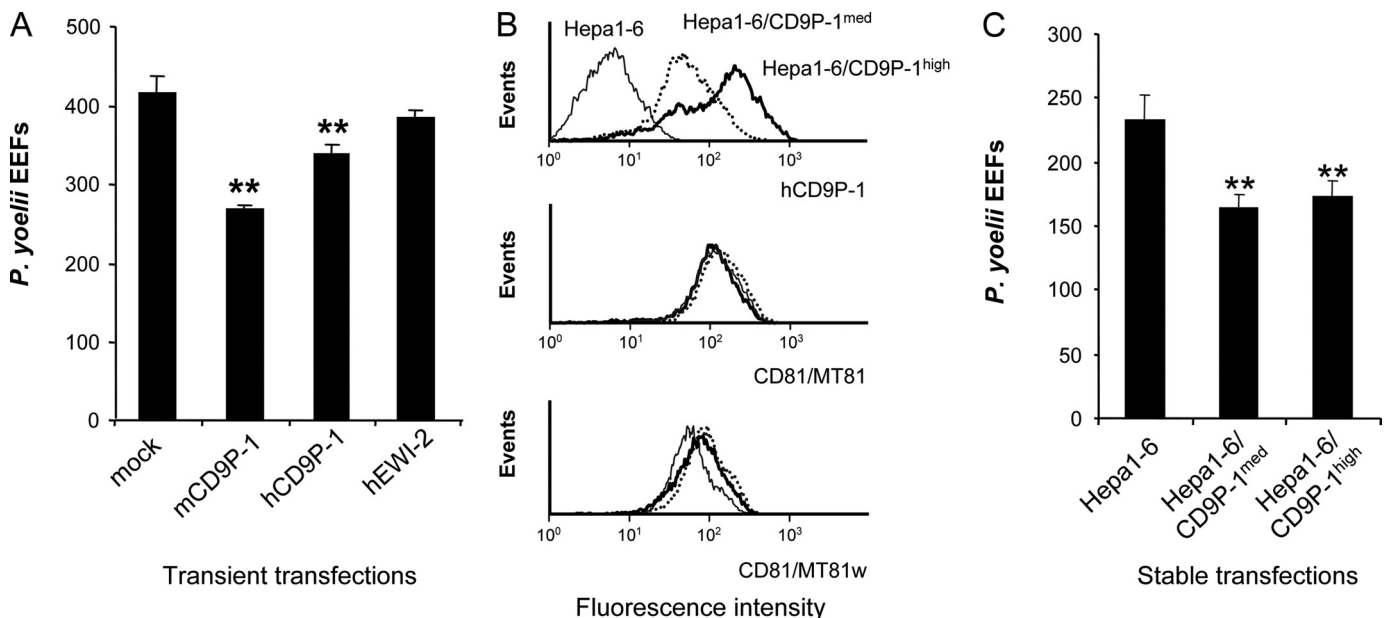 A
500
400
300
200
100
0
P. yoelii EEFs
**
**
mock
mCD9P-1
hCD9P-1
hEWI-2
Transient transfections
B
Hepa1-6
Hepa1-6/CD9P-1med
Hepa1-6/CD9P-1high
Events
10⁰
10¹
10²
10³
hCD9P-1
Events
10⁰
10¹
10²
10³
CD81/MT81
Events
10⁰
10¹
10²
10³
CD81/MT81w
Fluorescence intensity
C
300
250
200
150
100
50
0
P. yoelii EEFs
**
**
Hepa1-6
Hepa1-6/
CD9P-1med
Hepa1-6/
CD9P-1high
Stable transfections